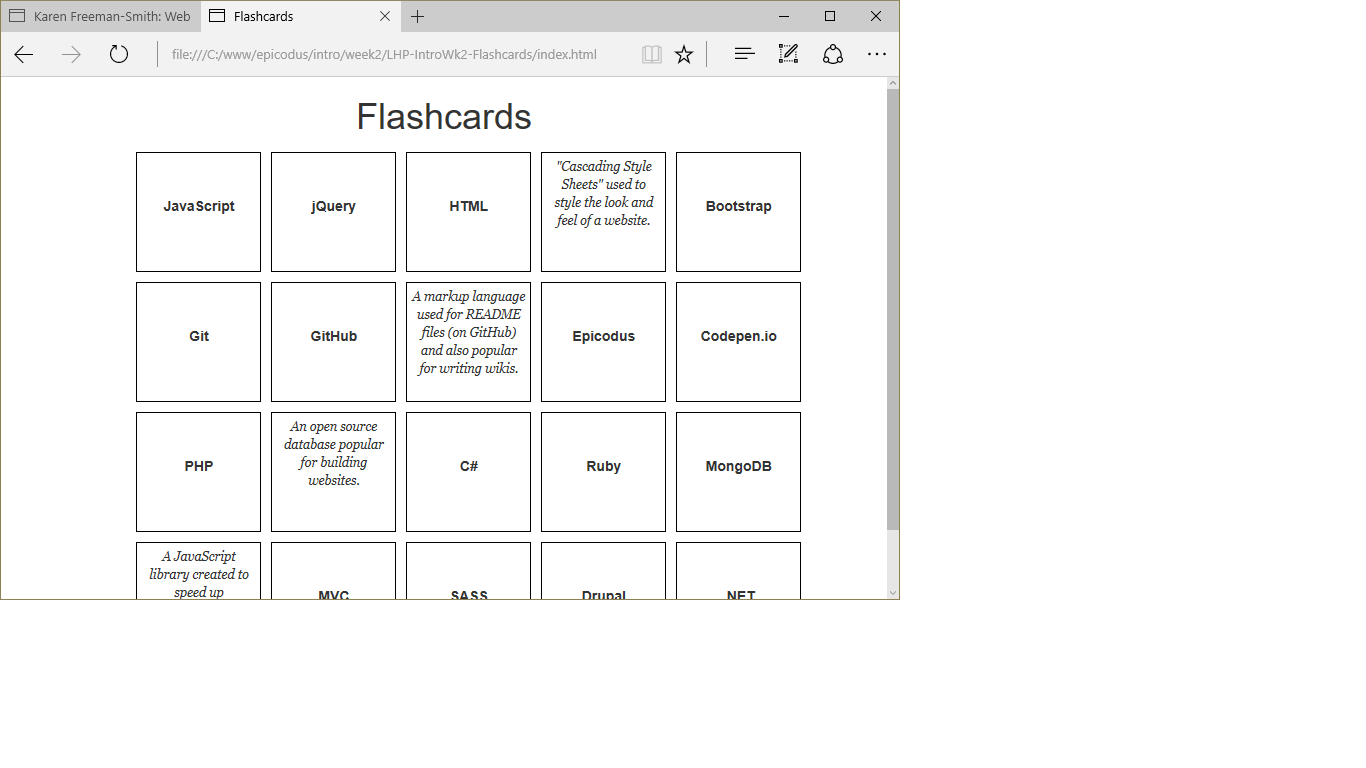 Karen Freeman-Smith: Web
Flashcards
file:///C:/www/epicodus/intro/week2/LHP-IntroWk2-Flashcards/index.html
Flashcards
JavaScript
jQuery
HTML
"Cascading Style
Sheets" used to
style the look and
feel of a website.
Bootstrap
Git
GitHub
A markup language
used for README
files (on GitHub)
and also popular
for writing wikis.
Epicodus
Codepen.io
PHP
An open source
database popular
for building
websites.
C#
Ruby
MongoDB
A JavaScript
library created to
speed up
MVC
SASS
Drupal
.NET